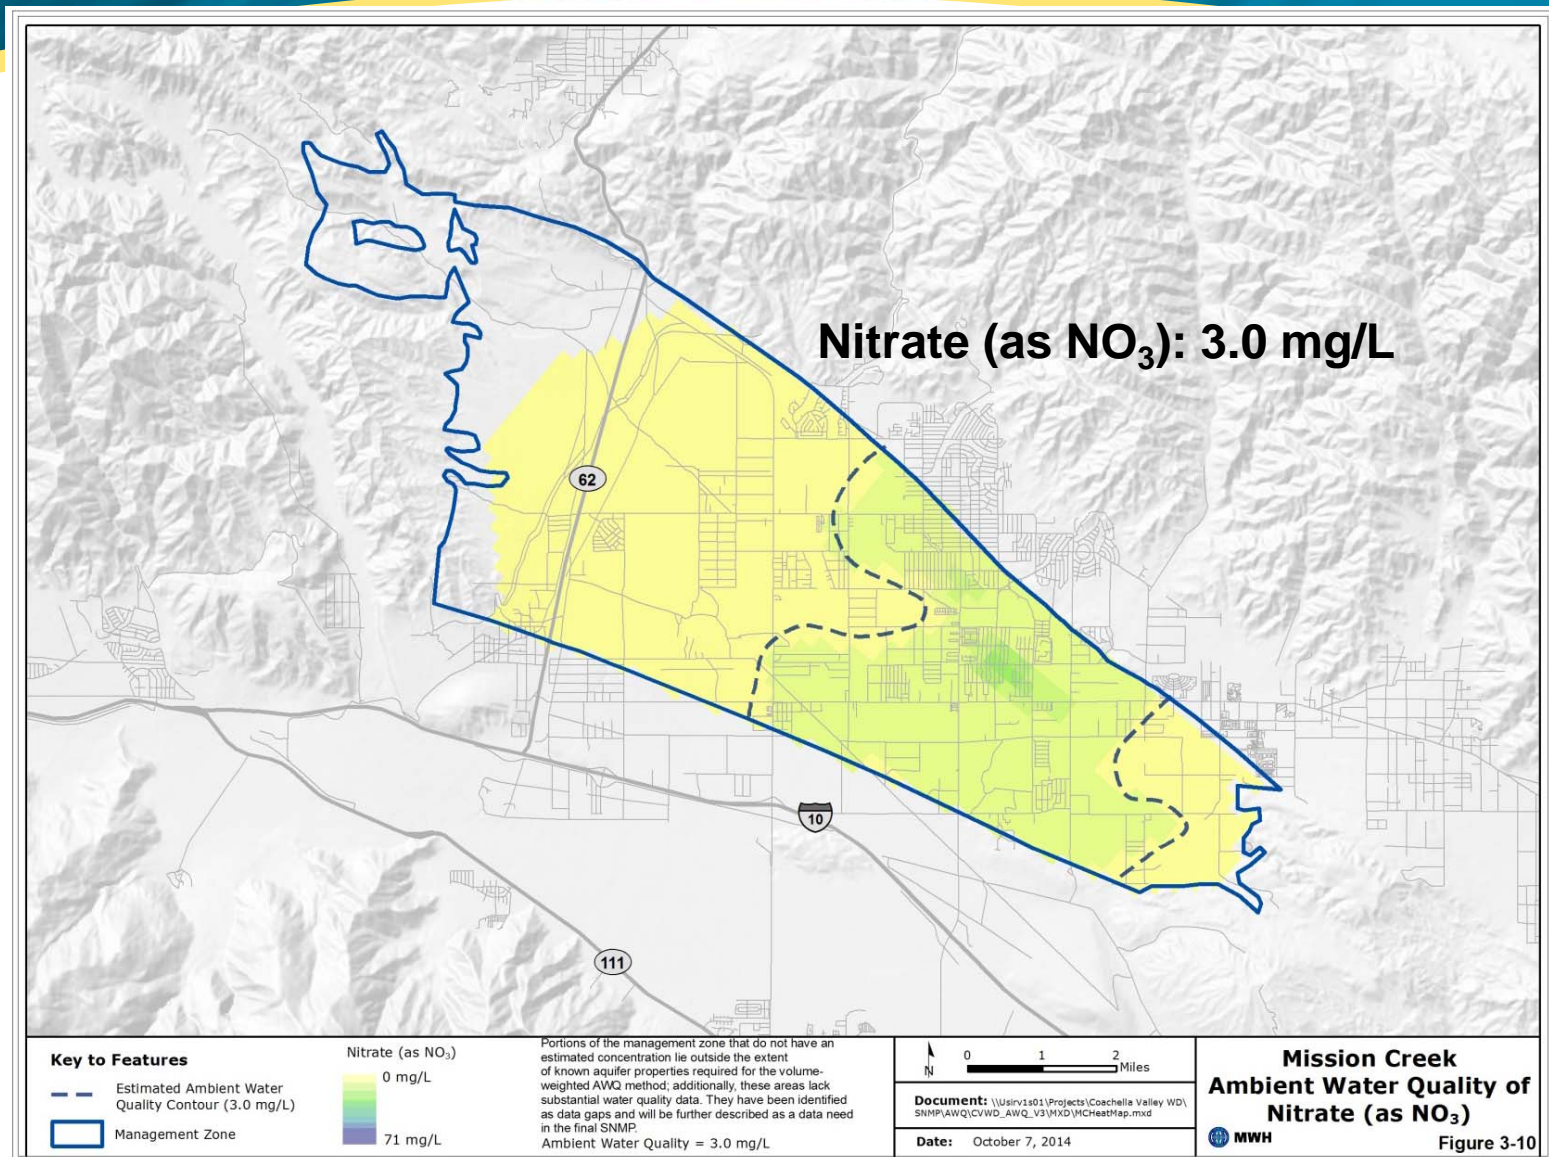 Nitrate (as NO₃): 3.0 mg/L
62
10
111
Key to Features
Estimated Ambient Water
Quality Contour (3.0 mg/L)
Management Zone
Nitrate (as NO₃)
0 mg/L
71 mg/L
Portions of the management zone that do not have an
estimated concentration lie outside the extent
of known aquifer properties required for the volume-
weighted AWQ method; additionally, these areas lack
substantial water quality data. They have been identified
as data gaps and will be further described as a data need
in the final SNMP.
Ambient Water Quality = 3.0 mg/L
N
0 1 2
Miles
Document: \\Usirv1s01\Projects\Coachella Valley WD\
SNMP\AWQ\CVWD_AWQ_V3\MXD\MCHeatMap.mxd
Date: October 7, 2014
Mission Creek
Ambient Water Quality of
Nitrate (as NO₃)
MWH
Figure 3-10